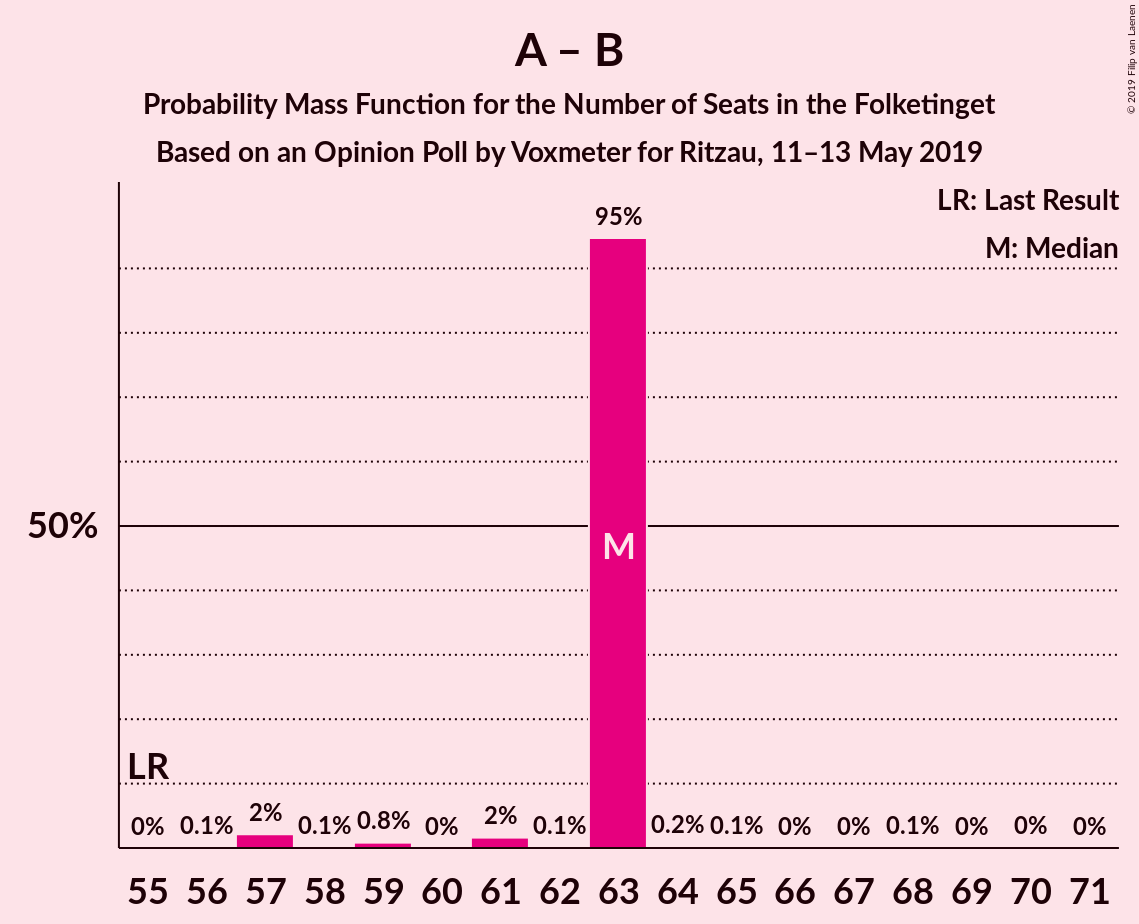 A – B
Probability Mass Function for the Number of Seats in the Folketinget
Based on an Opinion Poll by Voxmeter for Ritzau, 11–13 May 2019
© 2019 Filip van Laenen
LR: Last Result
M: Median
95%
50%
M
LR
0% 0.1% 2% 0.1% 0.8% 0% 2% 0.1% 0.2% 0.1% 0% 0% 0.1% 0% 0% 0%
55 56 57 58 59 60 61 62 63 64 65 66 67 68 69 70 71